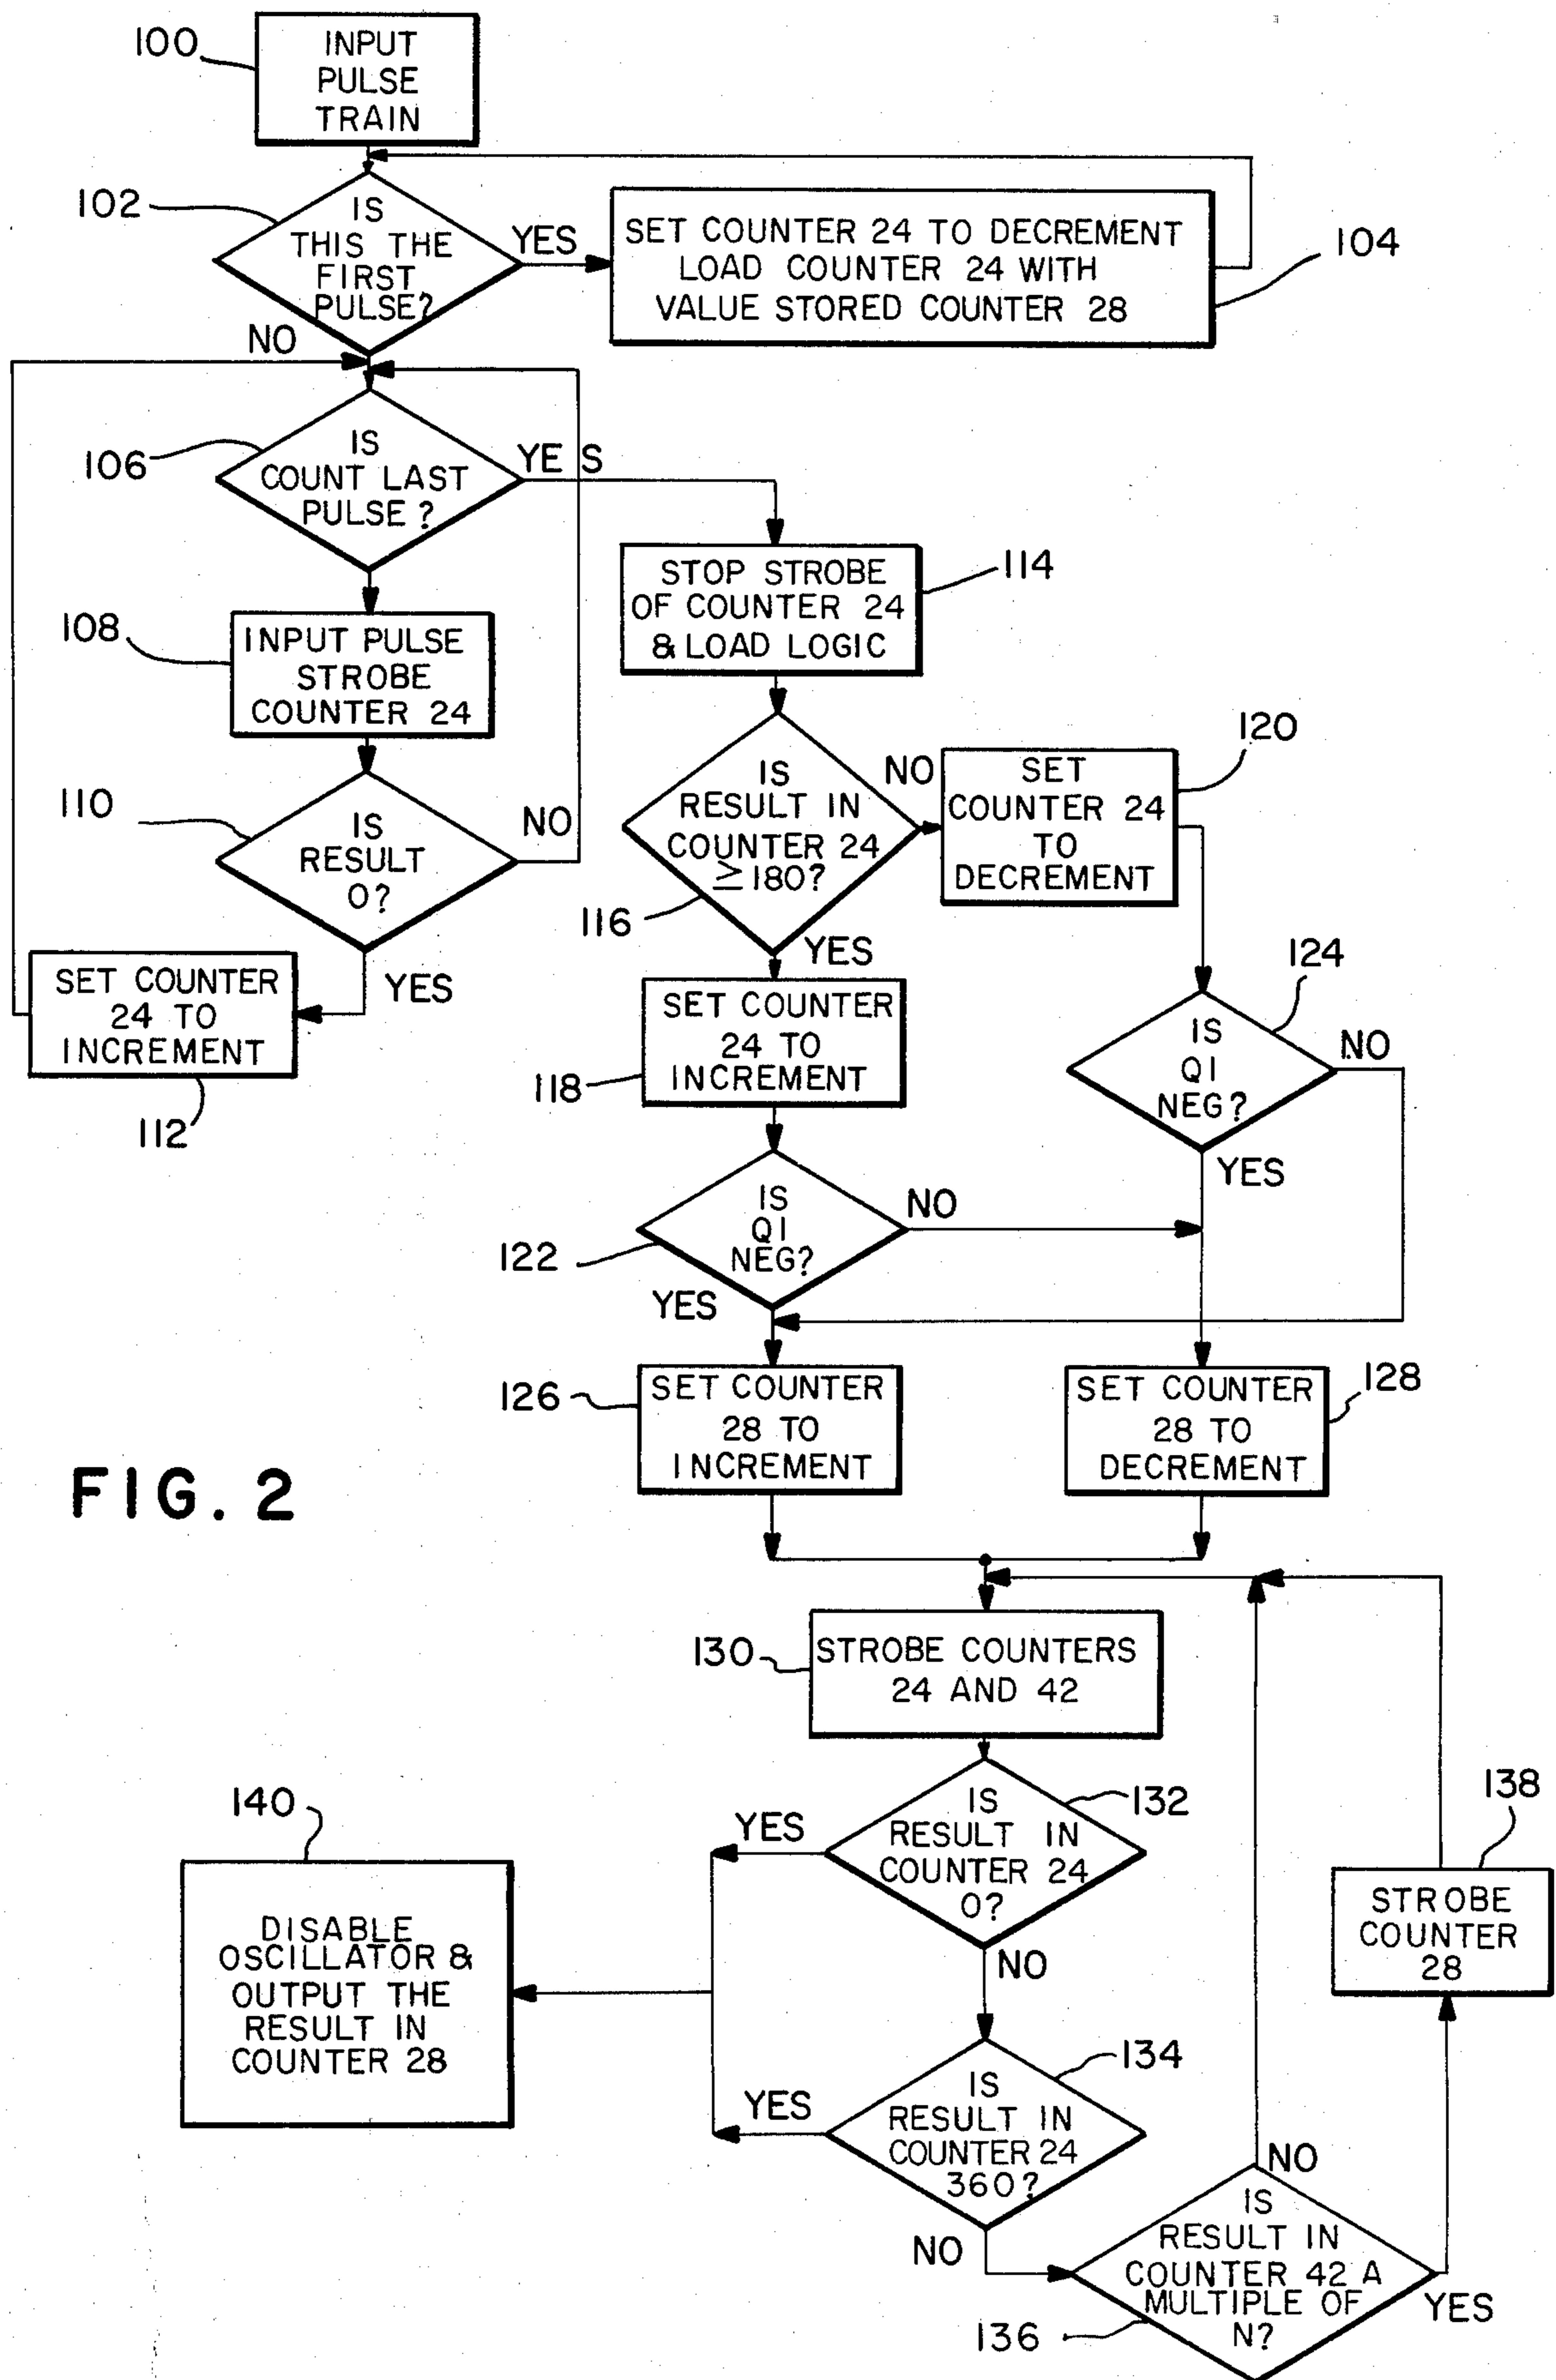 100
INPUT
PULSE
TRAIN
102
IS
THIS THE
FIRST
PULSE?
YES
NO
SET COUNTER 24 TO DECREMENT
LOAD COUNTER 24 WITH
VALUE STORED COUNTER 28
104
106
IS
COUNT LAST
PULSE?
YES
108
INPUT PULSE
STROBE
COUNTER 24
110
IS
RESULT
0?
NO
YES
SET COUNTER
24 TO
INCREMENT
112
STOP STROBE
OF COUNTER 24
& LOAD LOGIC
114
IS
RESULT IN
COUNTER 24
≥180?
116
NO
YES
SET
COUNTER 24
TO
DECREMENT
120
SET COUNTER
24 TO
INCREMENT
118
IS
Q1
NEG?
124
NO
YES
IS
Q1
NEG?
122
NO
YES
126
SET COUNTER
28 TO
INCREMENT
SET COUNTER
28 TO
DECREMENT
128
FIG. 2
130
STROBE COUNTERS
24 AND 42
IS
RESULT IN
COUNTER 24
0?
132
YES
NO
140
DISABLE
OSCILLATOR &
OUTPUT THE
RESULT IN
COUNTER 28
IS
RESULT IN
COUNTER 24
360?
134
YES
NO
138
STROBE
COUNTER
28
IS
RESULT IN
COUNTER 42 A
MULTIPLE OF
N?
136
NO
YES